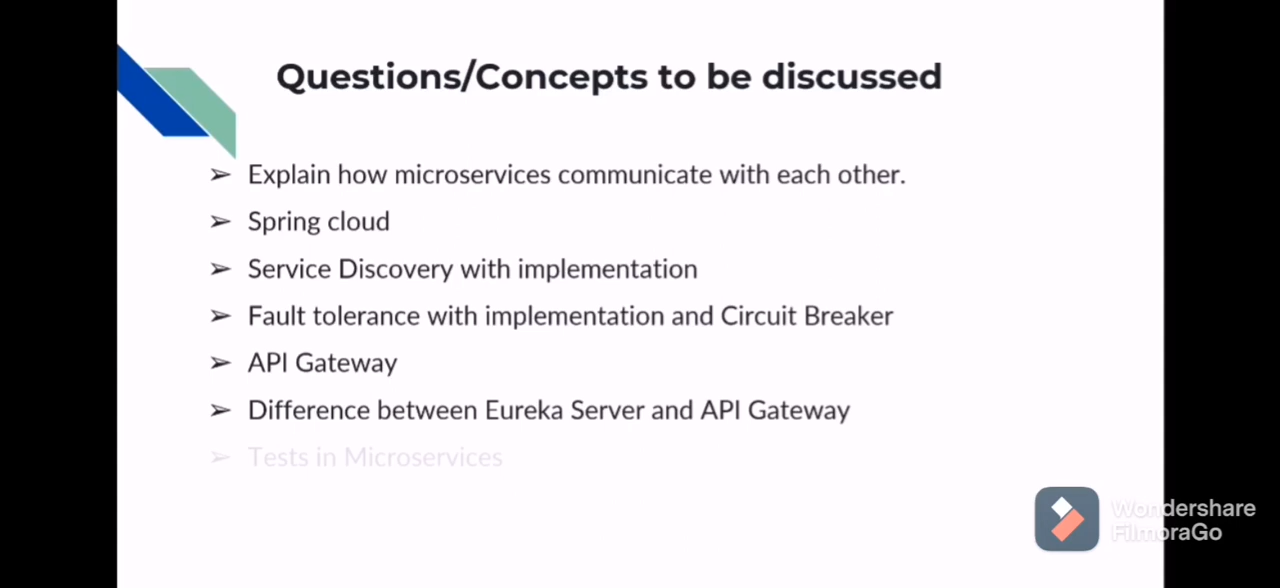 Questions/Concepts to be discussed
➢ Explain how microservices communicate with each other.
➢ Spring cloud
➢ Service Discovery with implementation
➢ Fault tolerance with implementation and Circuit Breaker
➢ API Gateway
➢ Difference between Eureka Server and API Gateway
➢ Tests in Microservices
Wondershare
FilmoraGo